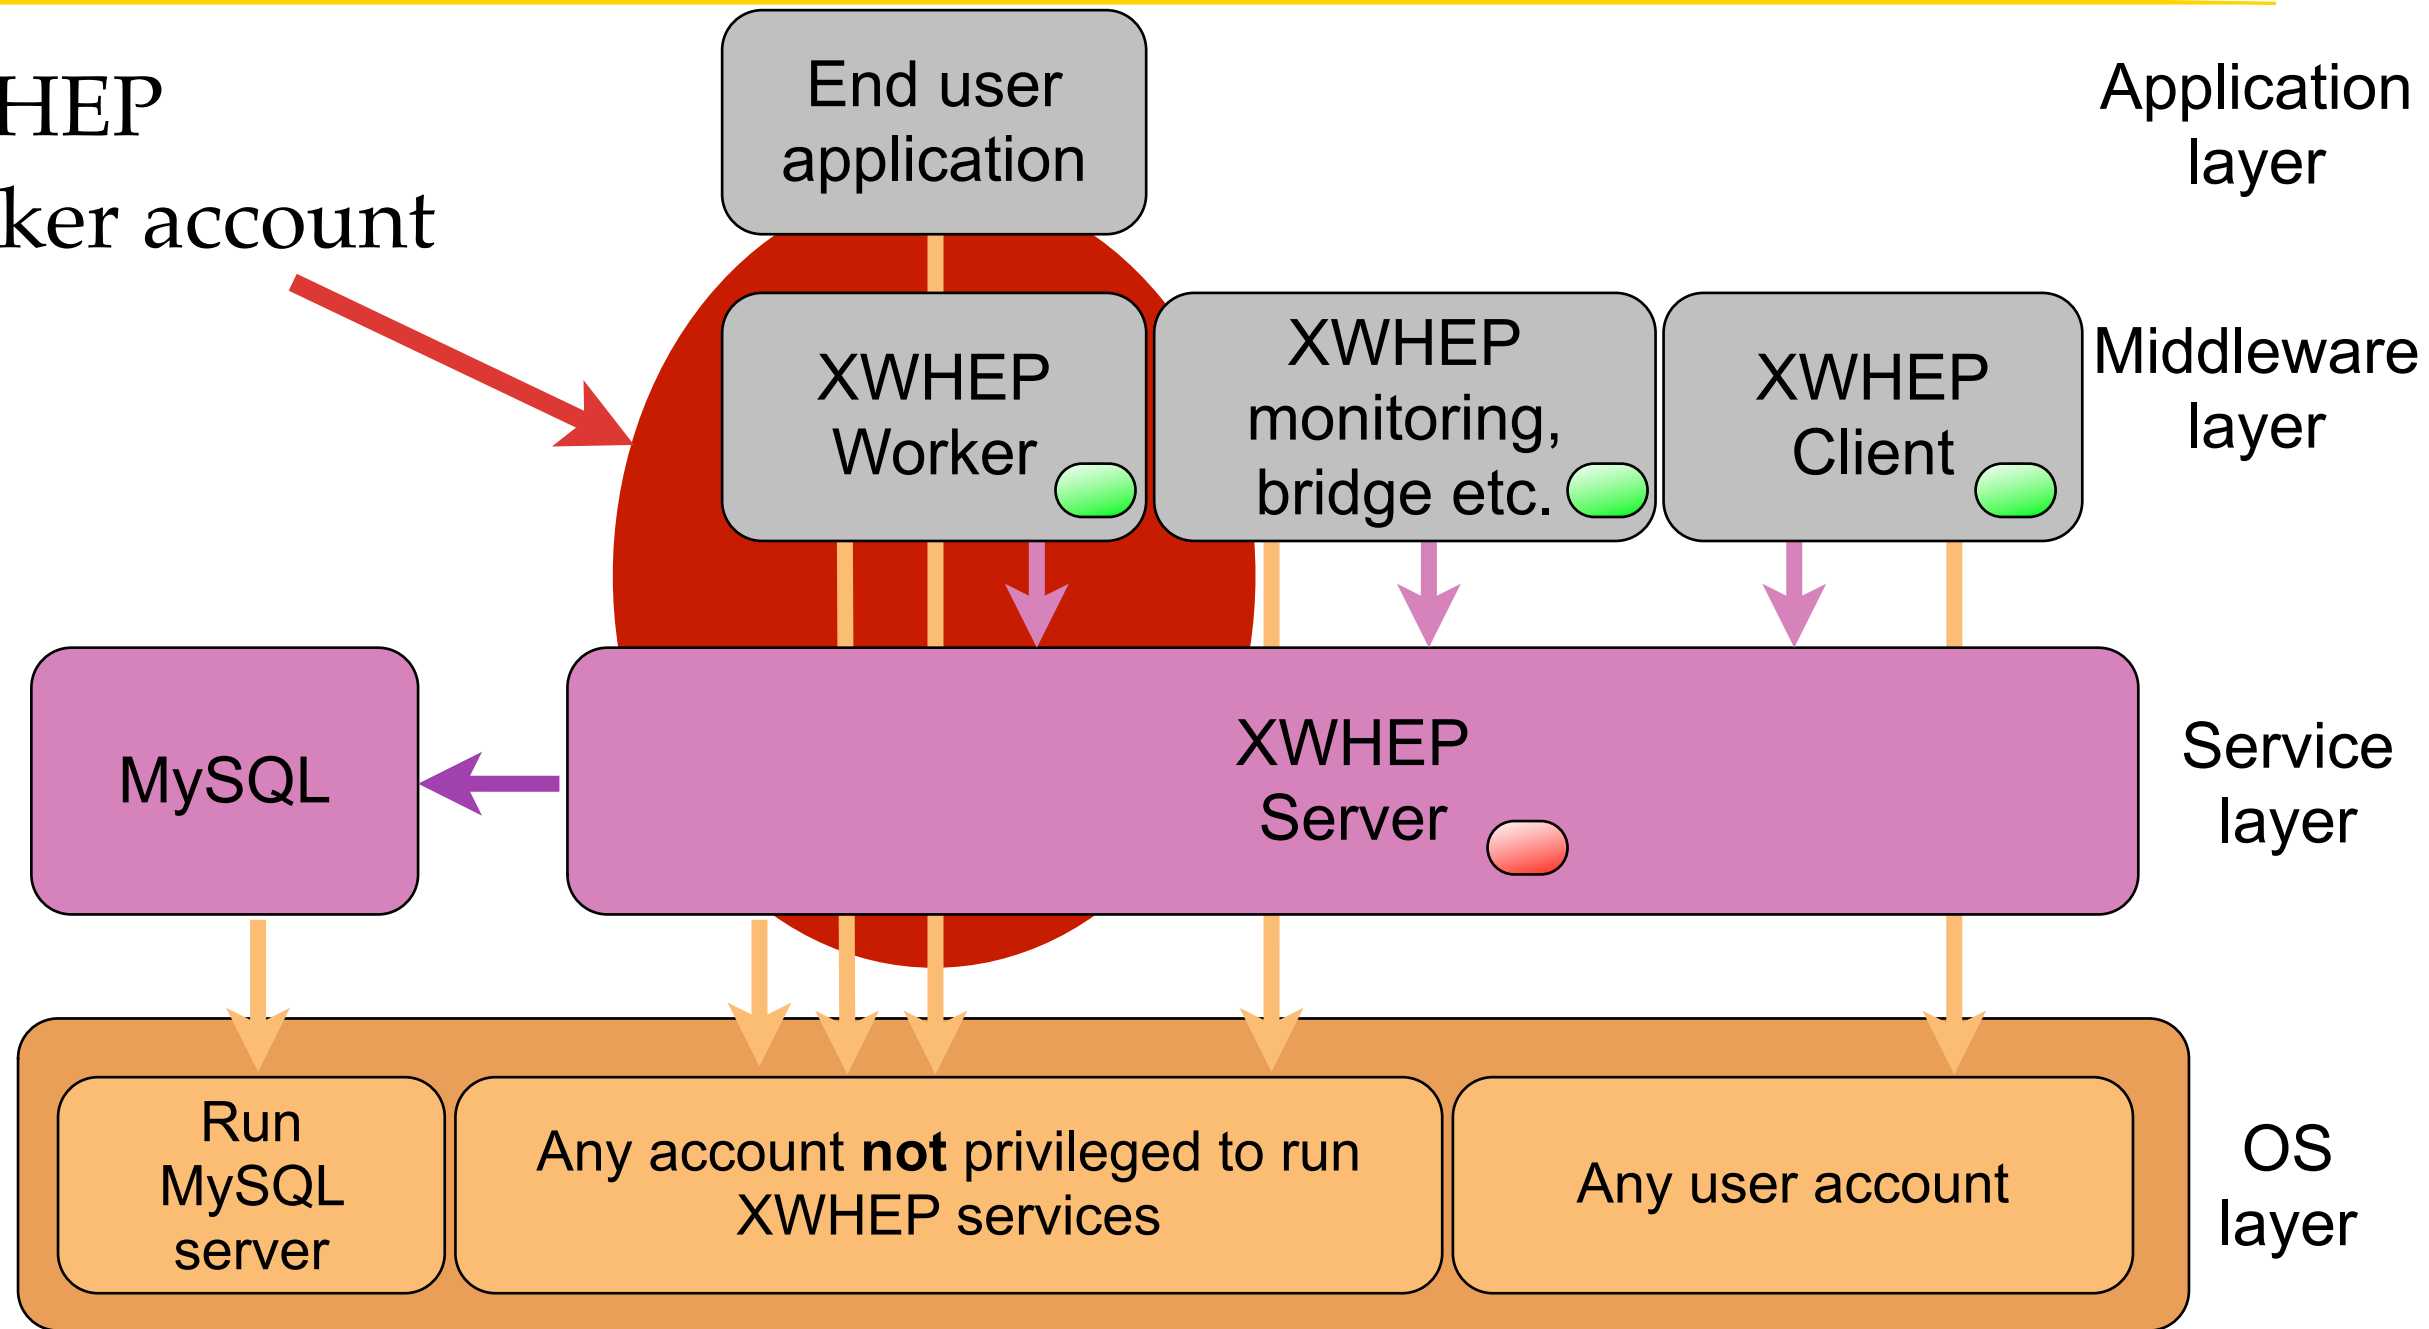 HEP
ker account
End user
application
Application
layer
XWHEP
Worker
XWHEP
monitoring,
bridge etc.
XWHEP
Client
Middleware
layer
MySQL
XWHEP
Server
Service
layer
Run
MySQL
server
Any account not privileged to run
XWHEP services
Any user account
OS
layer